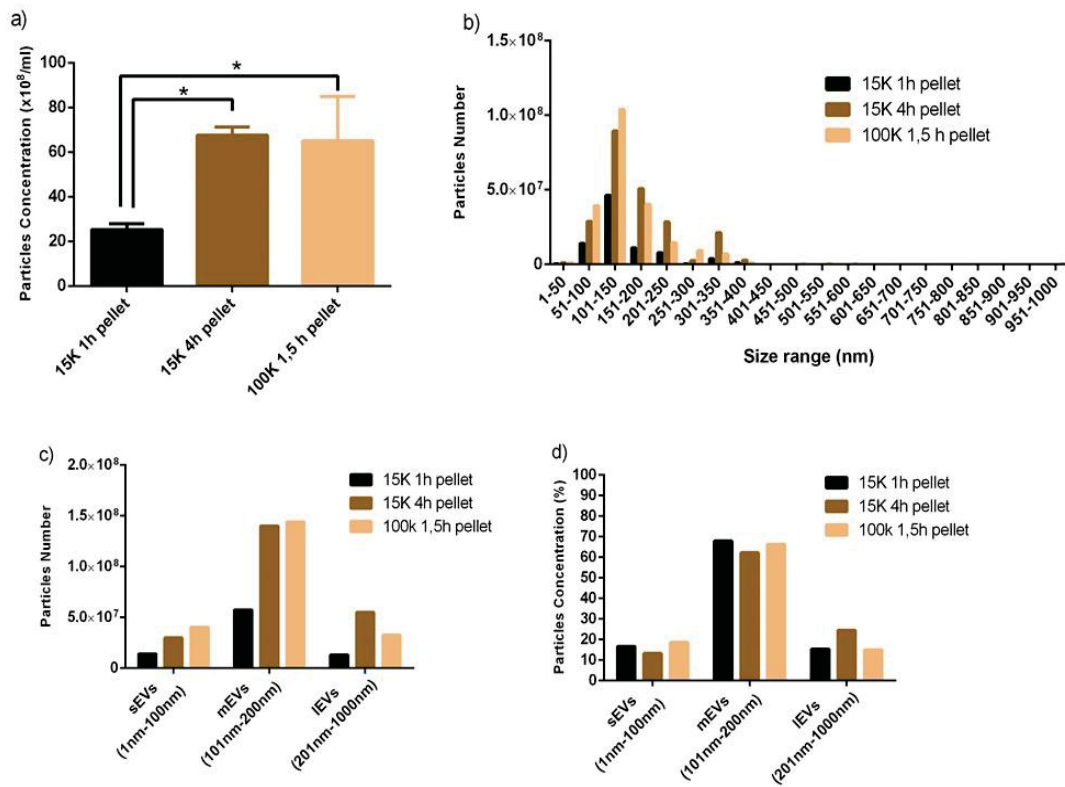 a)
Particles Concentration (x10⁸/ml)
100
80
60
40
20
0
*
*
15K 1h pellet
15K 4h pellet
100K 1,5 h pellet
b)
Particles Number
1.5×10⁸
1.0×10⁸
5.0×10⁷
0
15K 1h pellet
15K 4h pellet
100K 1,5 h pellet
1-50
51-100
101-150
151-200
201-250
251-300
301-350
351-400
401-450
451-500
501-550
551-600
601-650
651-700
701-750
751-800
801-850
851-900
901-950
951-1000
Size range (nm)
c)
Particles Number
2.0×10⁸
1.5×10⁸
1.0×10⁸
5.0×10⁷
0
15K 1h pellet
15K 4h pellet
100k 1,5h pellet
sEVs
(1nm-100nm)
mEVs
(101nm-200nm)
lEVs
(201nm-1000nm)
d)
Particles Concentration (%)
100
90
80
70
60
50
40
30
20
10
0
15K 1h pellet
15K 4h pellet
100k 1,5h pellet
sEVs
(1nm-100nm)
mEVs
(101nm-200nm)
lEVs
(201nm-1000nm)